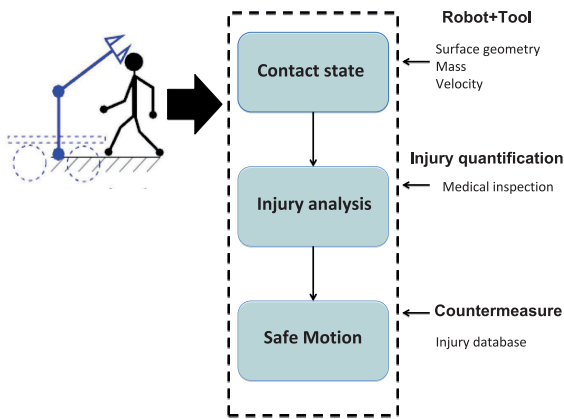 Robot+Tool
Contact state
Surface geometry
Mass
Velocity
Injury quantification
Injury analysis
Medical inspection
Countermeasure
Safe Motion
Injury database